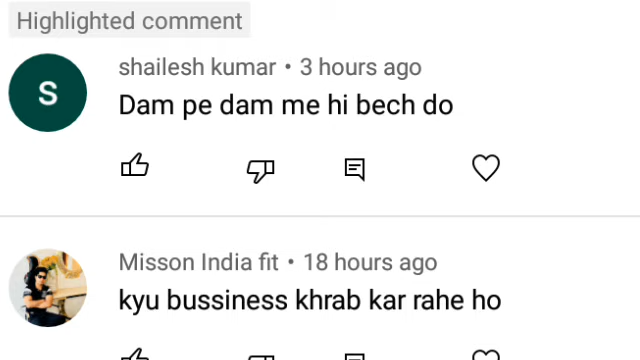 Highlighted comment
S
shailesh kumar • 3 hours ago
Dam pe dam me hi bech do
Misson India fit • 18 hours ago
kyu bussiness khrab kar rahe ho